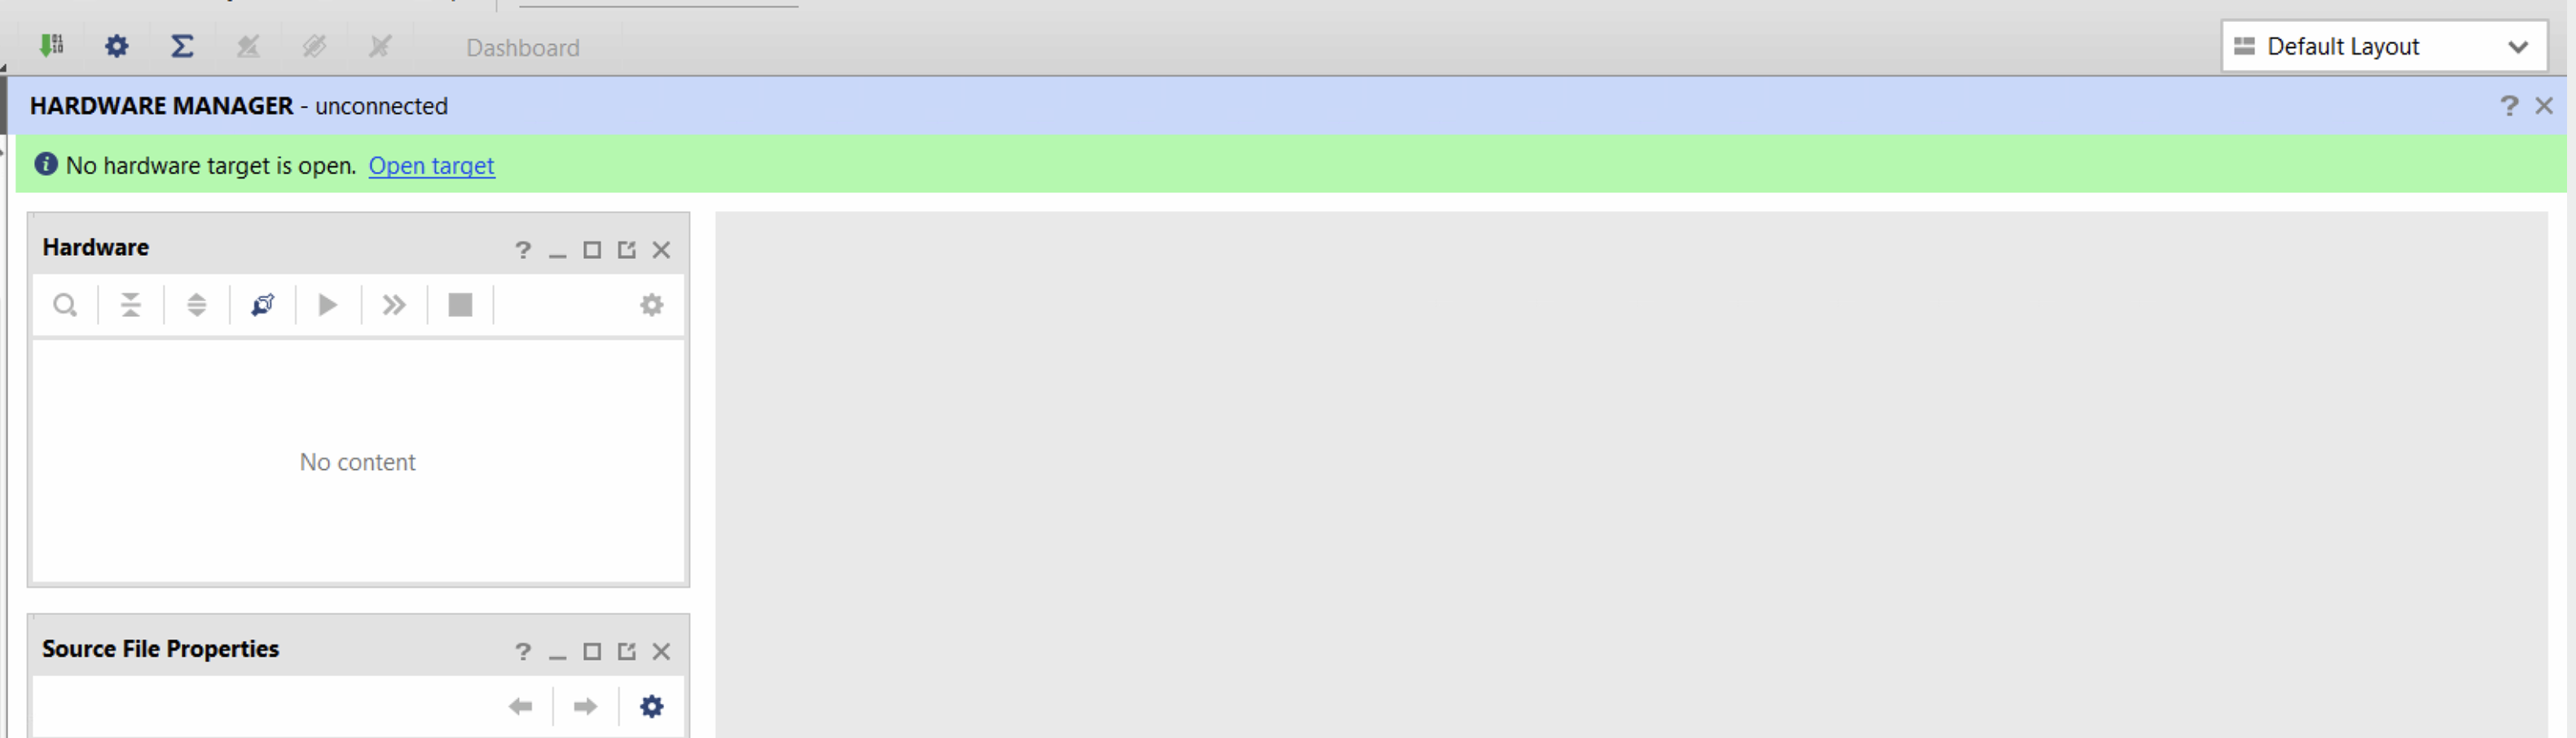 Dashboard
Default Layout
HARDWARE MANAGER - unconnected
No hardware target is open. Open target
Hardware
No content
Source File Properties